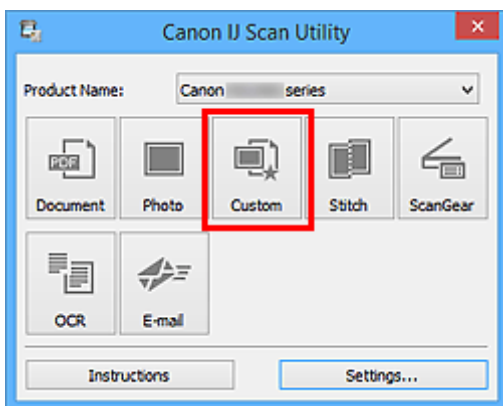 Canon IJ Scan Utility
Product Name: Canon series
PDF
Document Photo Custom Stitch ScanGear
OCR E-mail
Instructions Settings...